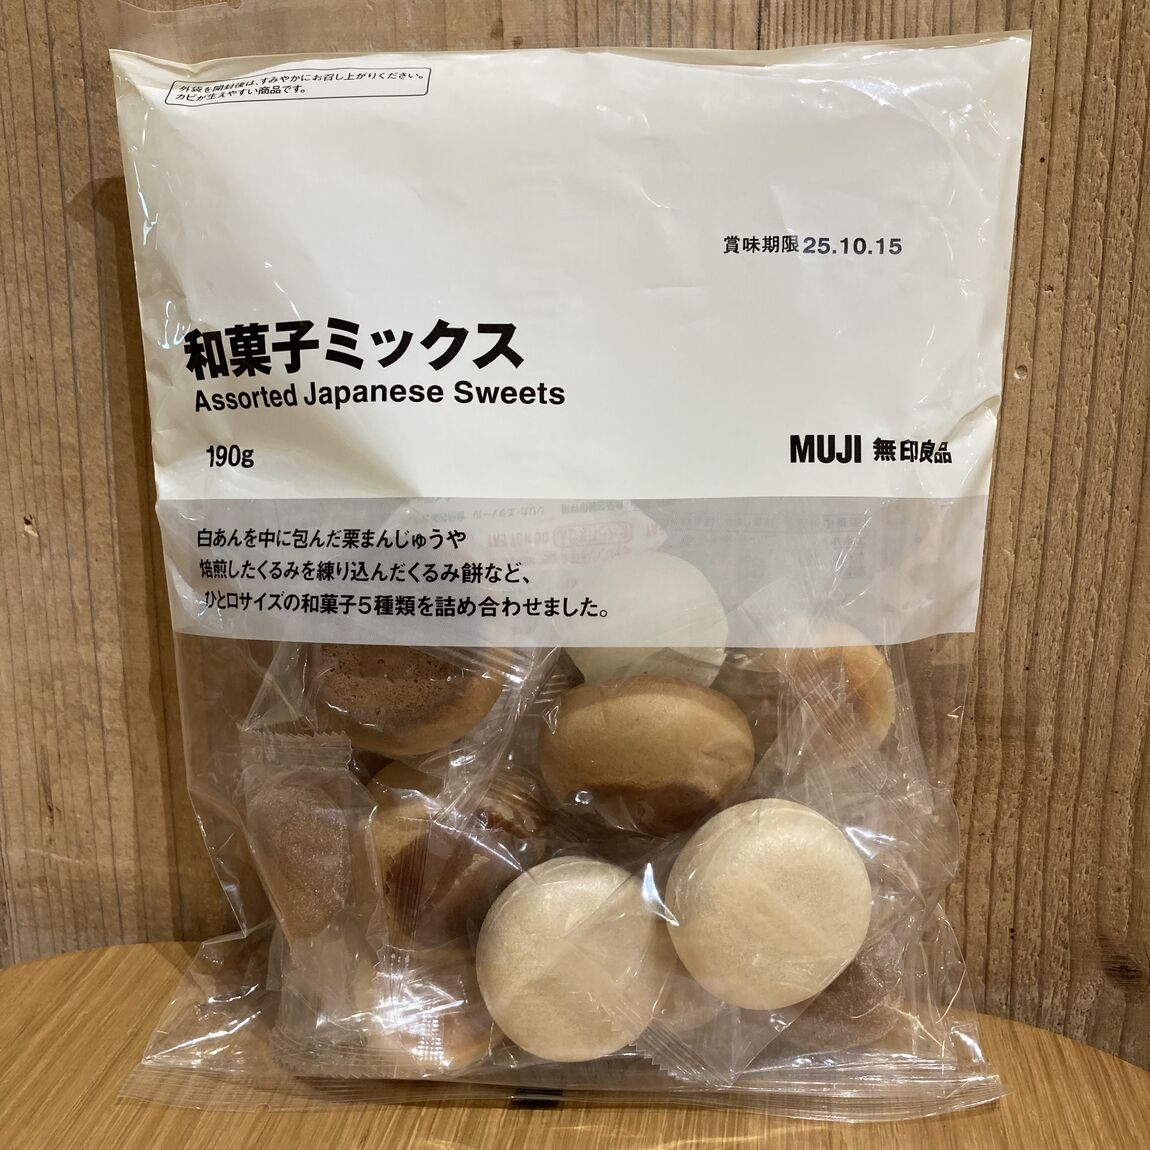 外袋を開封後は、すみやかにお召し上がりください。
カビが生えやすい商品です。
賞味期限25.10.15
和菓子ミックス
Assorted Japanese Sweets
190g
MUJI 無印良品
白あんを中に包んだ栗まんじゅうや
焙煎したくるみを練り込んだくるみ餅など、
ひと口サイズの和菓子5種類を詰め合わせました。